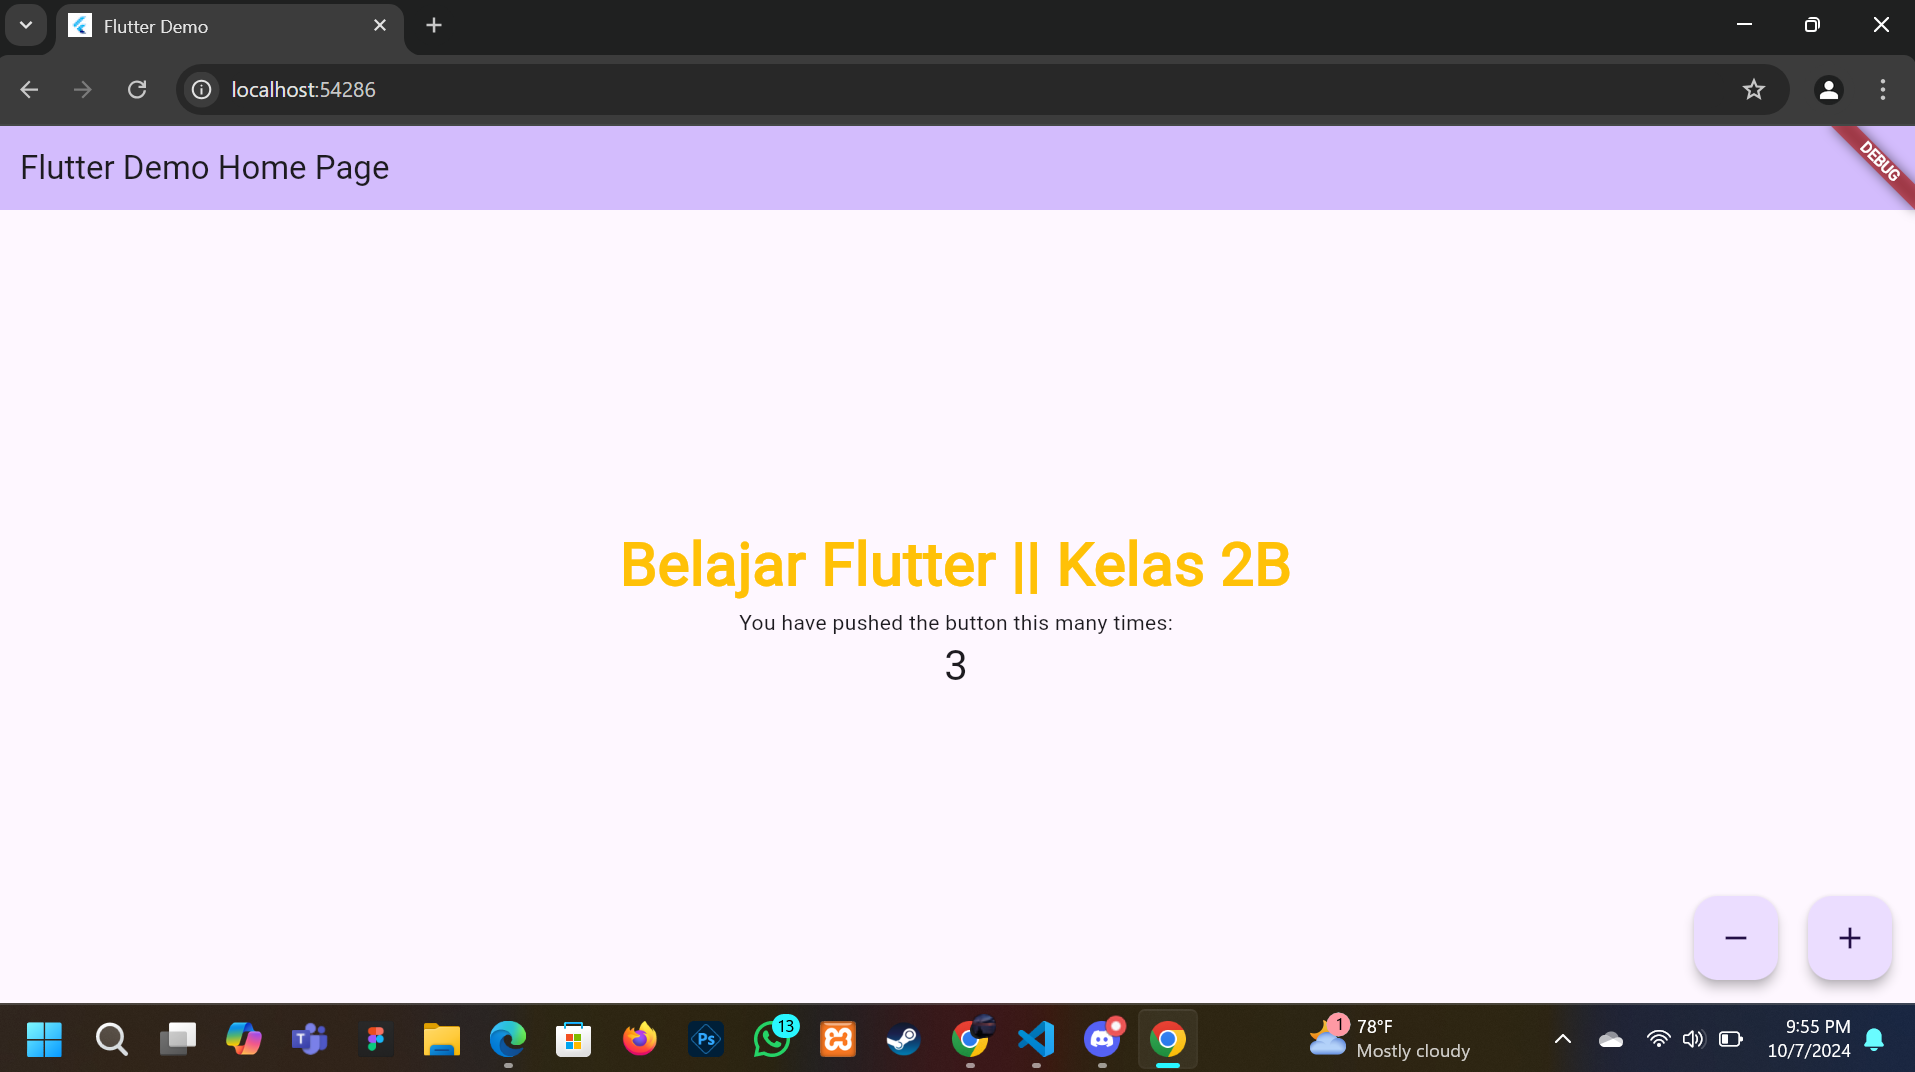 Flutter Demo
localhost:54286
Flutter Demo Home Page
DEBUG
Belajar Flutter || Kelas 2B
You have pushed the button this many times:
3
Ps
13
1
78°F
Mostly cloudy
9:55 PM
10/7/2024